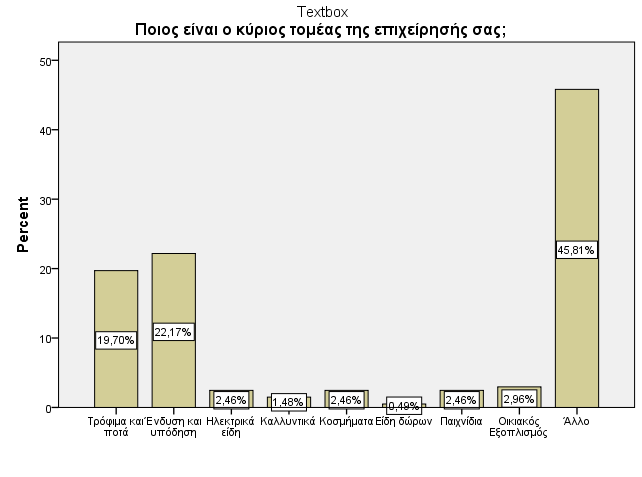 Textbox
Ποιος είναι ο κύριος τομέας της επιχείρησής σας;
Percent
50
40
30
20
10
0
19,70%
22,17%
2,46%
1,48%
2,46%
0,49%
2,46%
2,96%
45,81%
Τρόφιμα και ποτά
Ένδυση και υπόδηση
Ηλεκτρικά είδη
Καλλυντικά
Κοσμήματα
Είδη δώρων
Παιχνίδια
Οικιακός Εξοπλισμός
Άλλο